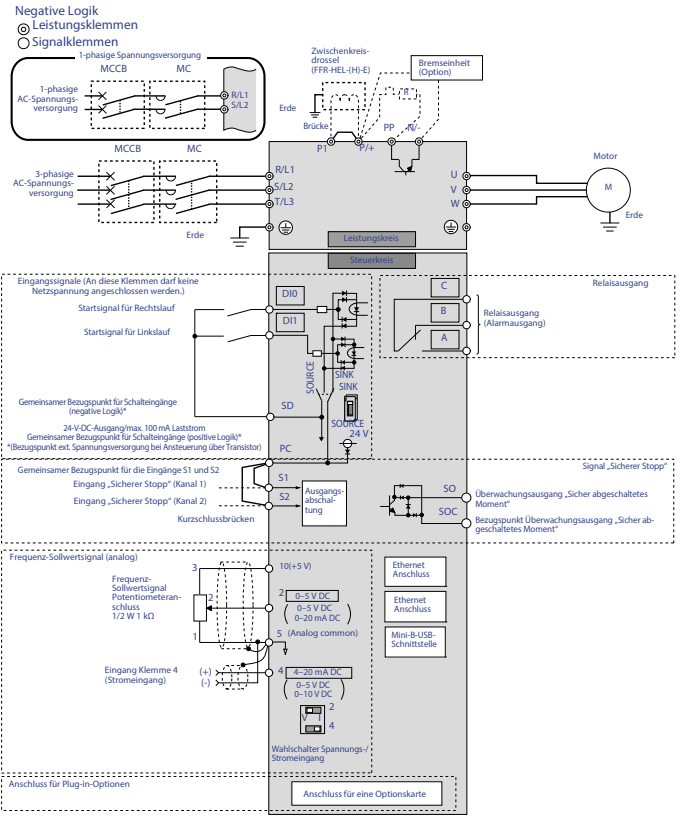 Negative Logik
Leistungsklemmen
Signalklemmen
1-phasige Spannungsversorgung
MCCB
MC
1-phasige
AC-Spannungs-
versorgung
R/L1
S/L2
Zwischenkreis-
drossel
(FFR-HEL-(H)-E)
Bremseinheit
(Option)
R
Erde
Brücke
PP
N/-
P1
P/+
MCCB
MC
3-phasige
AC-Spannungs-
versorgung
R/L1
S/L2
T/L3
Erde
U
V
W
Motor
M
Erde
Leistungskreis
Steuerkreis
Eingangssignale (An diese Klemmen darf keine
Netzspannung angeschlossen werden.)
Startsignal für Rechtslauf
Startsignal für Linkslauf
DI0
DI1
Relaisausgang
C
B
A
Relaisausgang
(Alarmausgang)
SOURCE
SINK
SINK
SOURCE
24 V
Gemeinsamer Bezugspunkt für Schalteingänge
(negative Logik)*
SD
24-V-DC-Ausgang/max. 100 mA Laststrom
Gemeinsamer Bezugspunkt für Schalteingänge (positive Logik)*
*(Bezugspunkt ext. Spannungsversorgung bei Ansteuerung über Transistor)
PC
Gemeinsamer Bezugspunkt für die Eingänge S1 und S2
Eingang „Sicherer Stopp“ (Kanal 1)
Eingang „Sicherer Stopp“ (Kanal 2)
Kurzschlussbrücken
S1
S2
Ausgangs-
abschal-
tung
Signal „Sicherer Stopp“
SO
Überwachungsausgang „Sicher abgeschaltetes
Moment“
SOC
Bezugspunkt Überwachungsausgang „Sicher ab-
geschaltetes Moment“
Frequenz-Sollwertsignal (analog)
Frequenz-
Sollwertsignal
Potentiometeran-
schluss
1/2 W 1 kΩ
3
2
1
10(+5 V)
2
0–5 V DC
0–5 V DC
0–20 mA DC
5
(Analog common)
Eingang Klemme 4
(Stromeingang)
(+)
(-)
4
4–20 mA DC
0–5 V DC
0–10 V DC
V
I
2
4
Wahlschalter Spannungs-/
Stromeingang
Ethernet
Anschluss
Ethernet
Anschluss
Mini-B-USB-
Schnittstelle
Anschluss für Plug-in-Optionen
Anschluss für eine Optionskarte